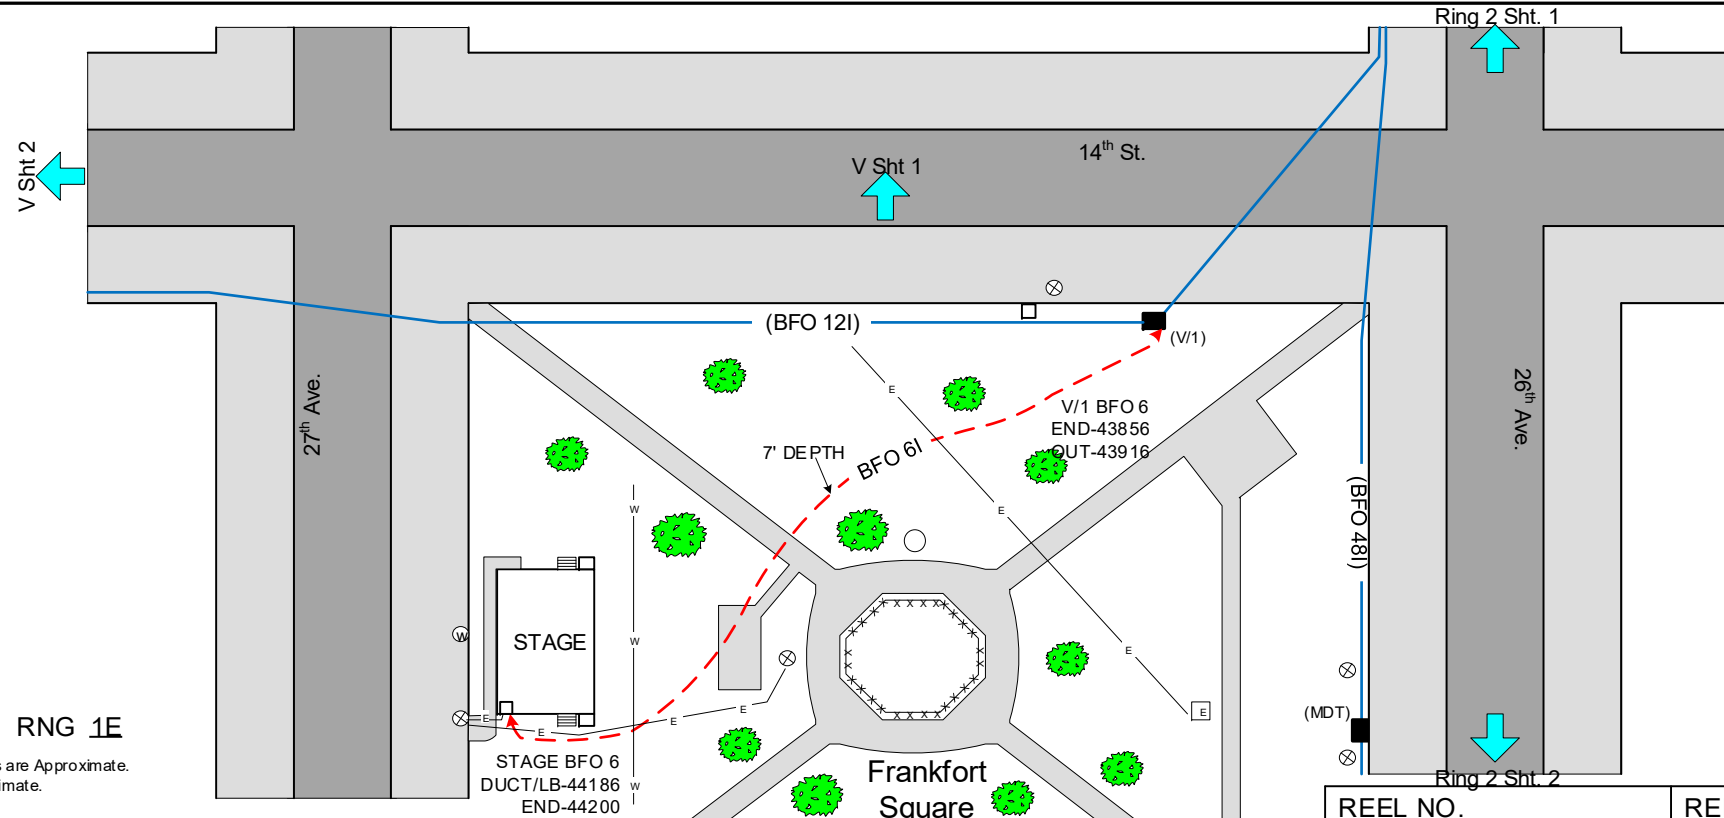 Ring 2 Sht. 1
14th St.
V Sht 2
V Sht 1
(BFO 12I)
(V/1)
E
27th Ave.
26th Ave.
V/1 BFO 6
END-43856
OUT-43916
7' DEPTH
BFO 6I
W
E
(BFO 48I)
W
STAGE
W
E
E
(MDT)
E
E
E
E
RNG 1E
s are Approximate.
imate.
STAGE BFO 6
DUCT/LB-44186
END-44200
W
Frankfort
Square
Ring 2 Sht. 2
REEL NO.
RE